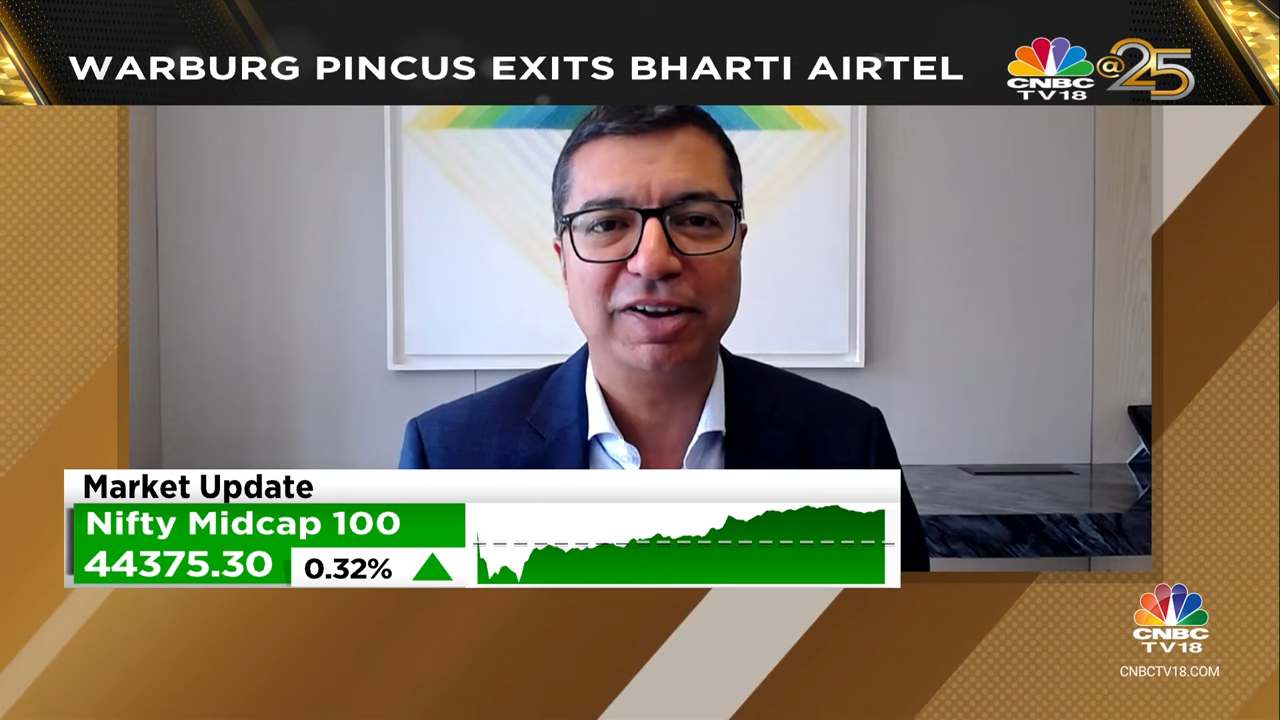 WARBURG PINCUS EXITS BHARTI AIRTEL
CNBC
TV18
@25
Market Update
Nifty Midcap 100
44375.30
0.32%
CNBC
TV18
CNBCTV18.COM